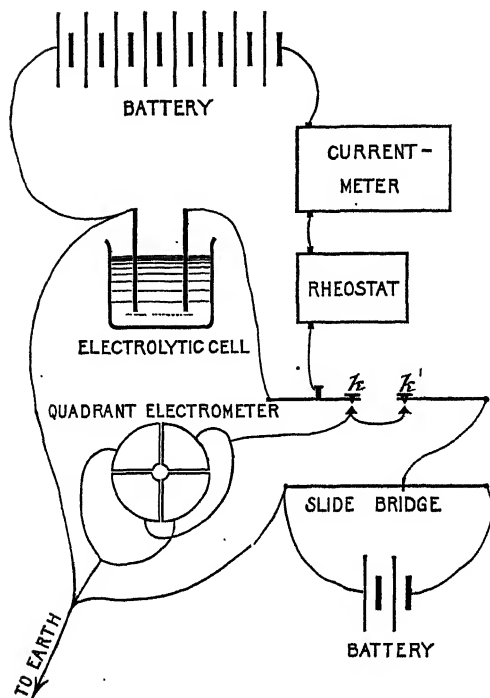 BATTERY
CURRENT-
METER
RHEOSTAT
ELECTROLYTIC CELL
QUADRANT ELECTROMETER
k k'
SLIDE BRIDGE
BATTERY
TO EARTH